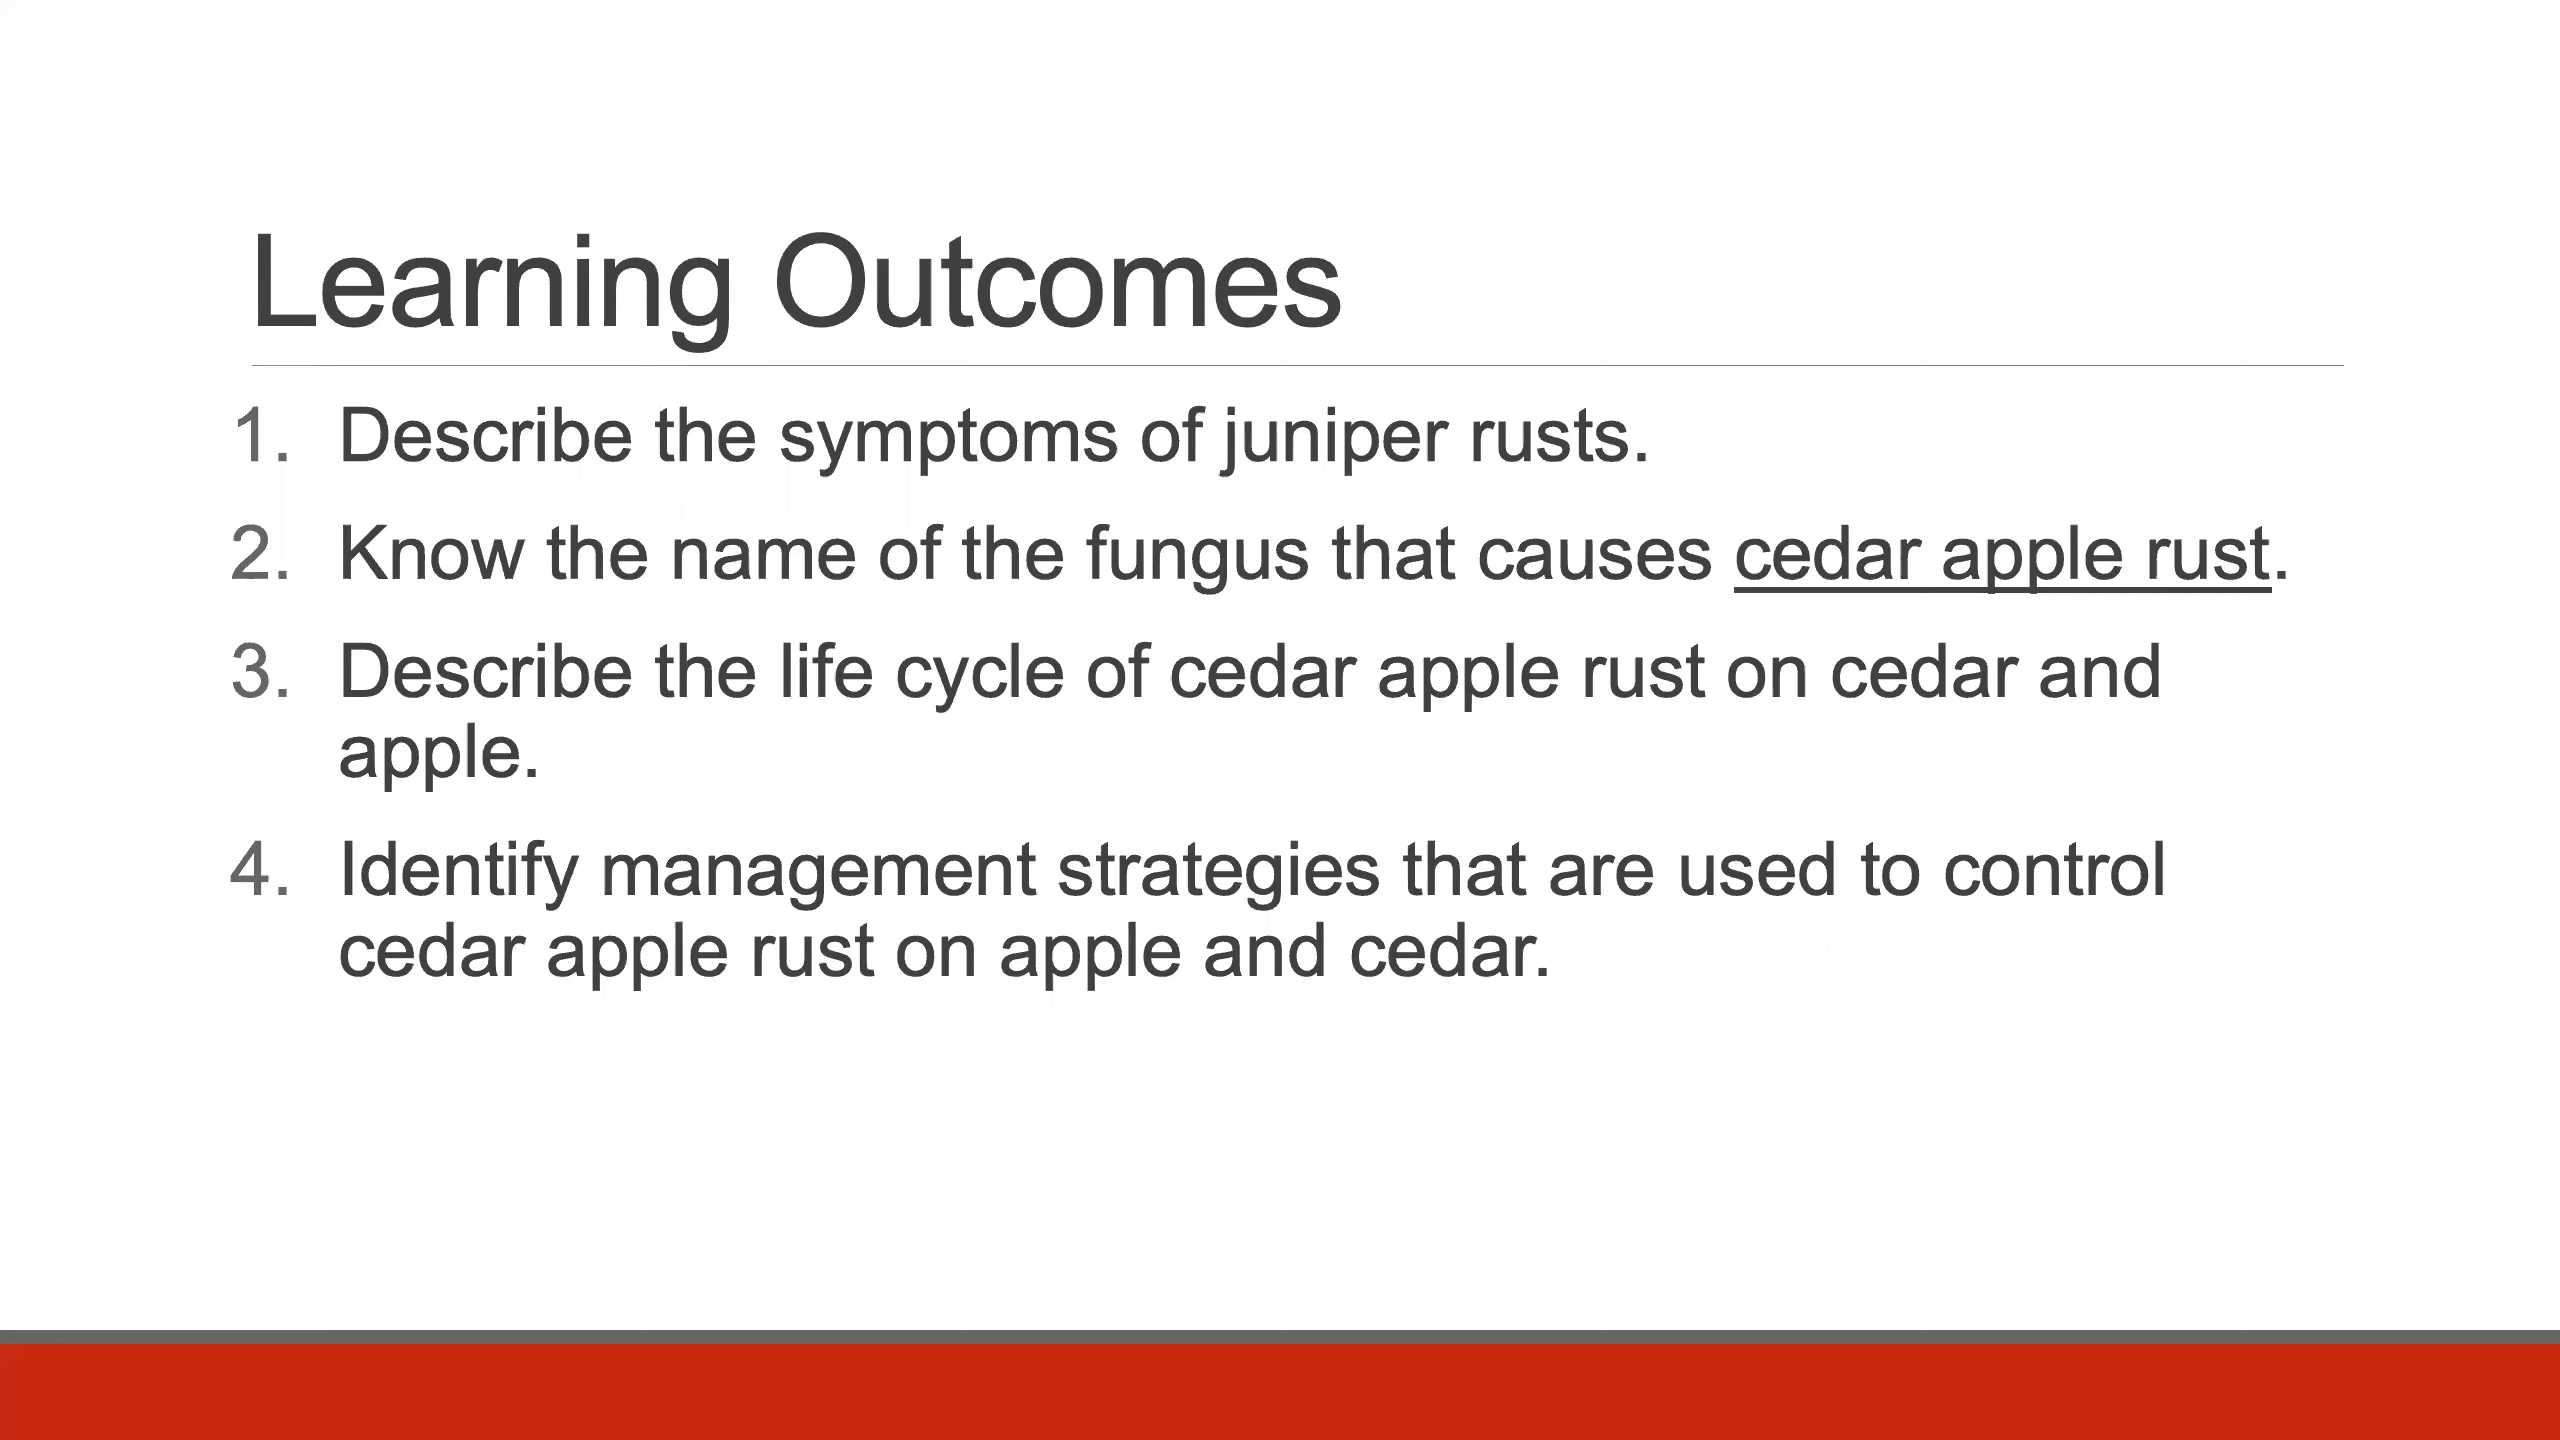 Learning Outcomes
1. Describe the symptoms of juniper rusts.
2. Know the name of the fungus that causes cedar apple rust.
3. Describe the life cycle of cedar apple rust on cedar and
apple.
4. Identify management strategies that are used to control
cedar apple rust on apple and cedar.